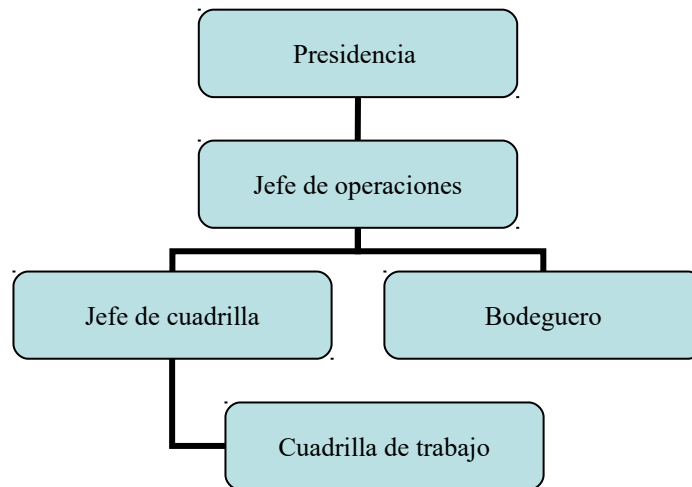 Presidencia
Jefe de operaciones
Jefe de cuadrilla
Bodeguero
Cuadrilla de trabajo